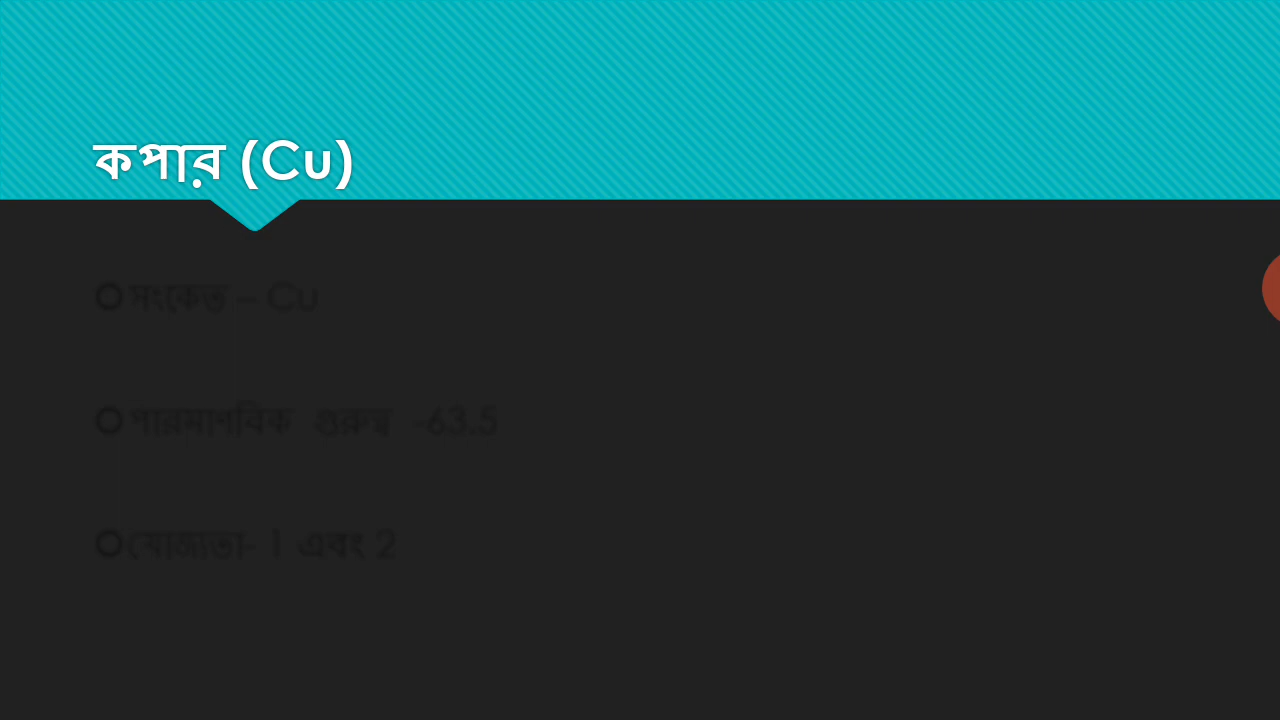 কপার (Cu)
সংকেত – Cu
পারমাণবিক গুরুত্ব -63.5
যোজ্যতা- 1 এবং 2